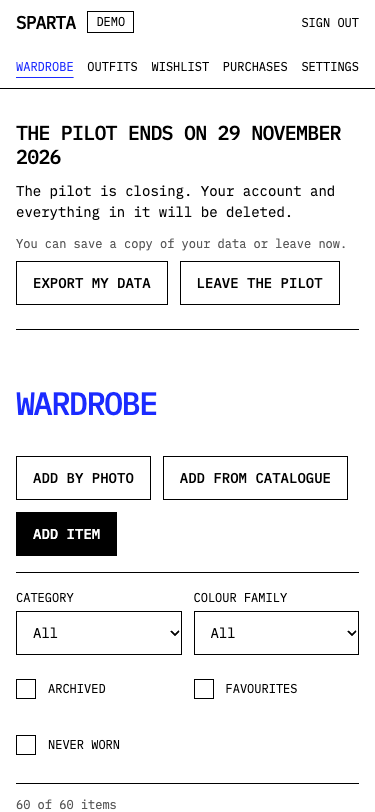 SPARTA DEMO SIGN OUT
WARDROBE OUTFITS WISHLIST PURCHASES SETTINGS
THE PILOT ENDS ON 29 NOVEMBER
2026
The pilot is closing. Your account and
everything in it will be deleted.
You can save a copy of your data or leave now.
EXPORT MY DATA LEAVE THE PILOT
WARDROBE
ADD BY PHOTO ADD FROM CATALOGUE
ADD ITEM
CATEGORY COLOUR FAMILY
All All
ARCHIVED FAVOURITES
NEVER WORN
60 of 60 items